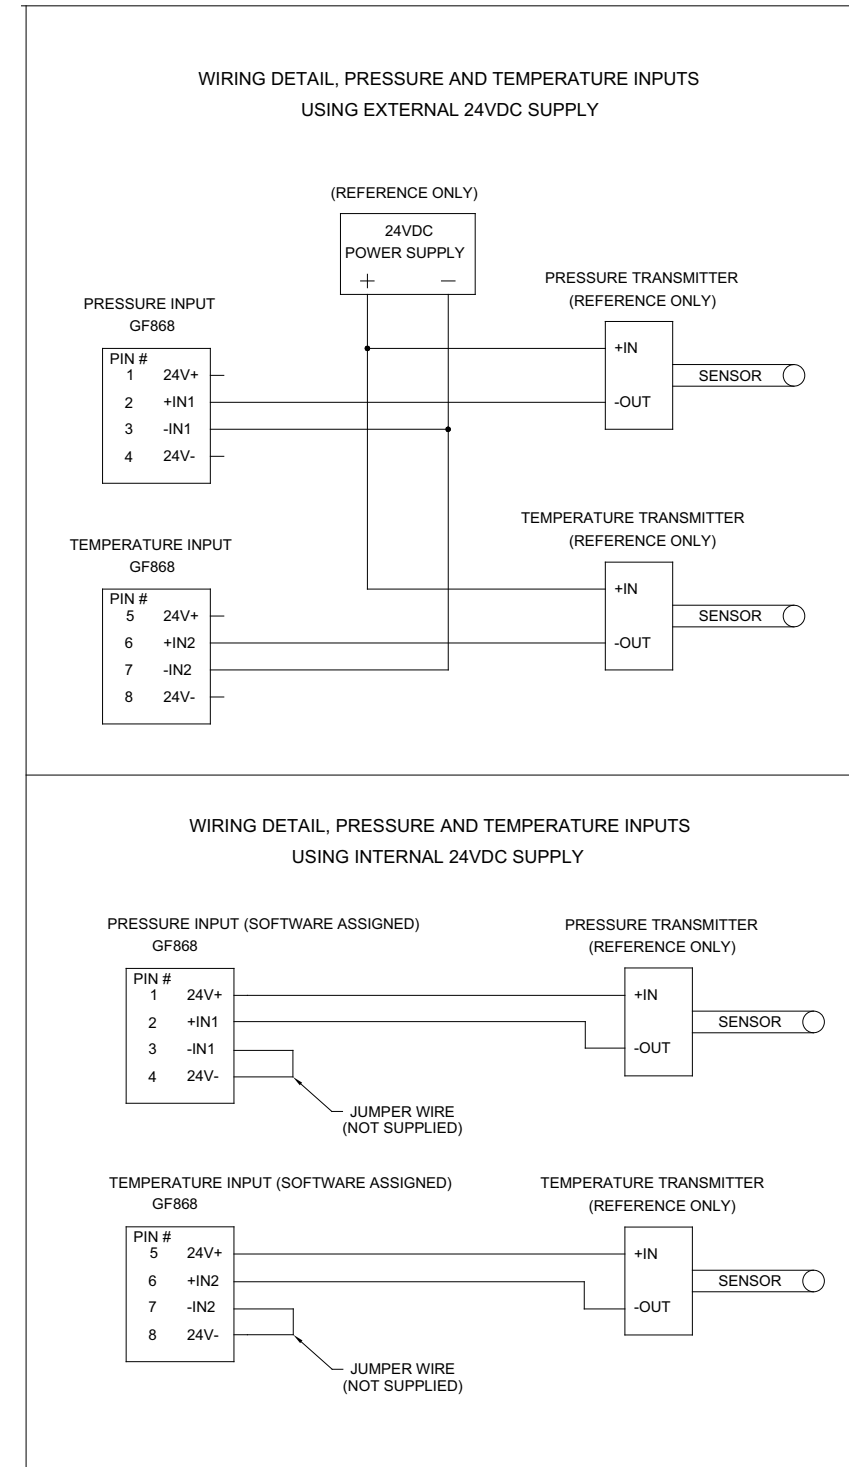 WIRING DETAIL, PRESSURE AND TEMPERATURE INPUTS
USING EXTERNAL 24VDC SUPPLY
(REFERENCE ONLY)
24VDC
POWER SUPPLY
+ —
PRESSURE INPUT
GF868
PIN #
1 24V+
2 +IN1
3 -IN1
4 24V-
PRESSURE TRANSMITTER
(REFERENCE ONLY)
+IN
-OUT
SENSOR
TEMPERATURE INPUT
GF868
PIN #
5 24V+
6 +IN2
7 -IN2
8 24V-
TEMPERATURE TRANSMITTER
(REFERENCE ONLY)
+IN
-OUT
SENSOR
WIRING DETAIL, PRESSURE AND TEMPERATURE INPUTS
USING INTERNAL 24VDC SUPPLY
PRESSURE INPUT (SOFTWARE ASSIGNED)
GF868
PIN #
1 24V+
2 +IN1
3 -IN1
4 24V-
JUMPER WIRE
(NOT SUPPLIED)
PRESSURE TRANSMITTER
(REFERENCE ONLY)
+IN
-OUT
SENSOR
TEMPERATURE INPUT (SOFTWARE ASSIGNED)
GF868
PIN #
5 24V+
6 +IN2
7 -IN2
8 24V-
JUMPER WIRE
(NOT SUPPLIED)
TEMPERATURE TRANSMITTER
(REFERENCE ONLY)
+IN
-OUT
SENSOR